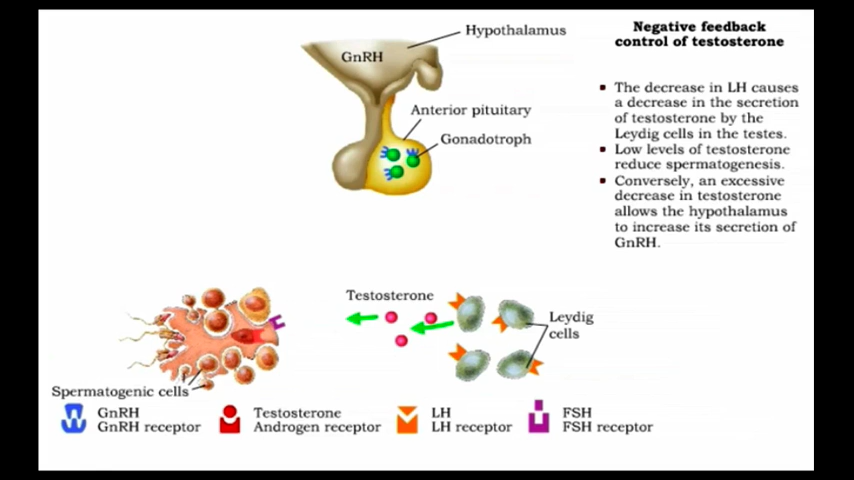 Negative feedback
control of testosterone
Hypothalamus
GnRH
Anterior pituitary
Gonadotroph
The decrease in LH causes
a decrease in the secretion
of testosterone by the
Leydig cells in the testes.
Low levels of testosterone
reduce spermatogenesis.
Conversely, an excessive
decrease in testosterone
allows the hypothalamus
to increase its secretion of
GnRH.
Testosterone
Leydig
cells
Spermatogenic cells
GnRH
GnRH receptor
Testosterone
Androgen receptor
LH
LH receptor
FSH
FSH receptor